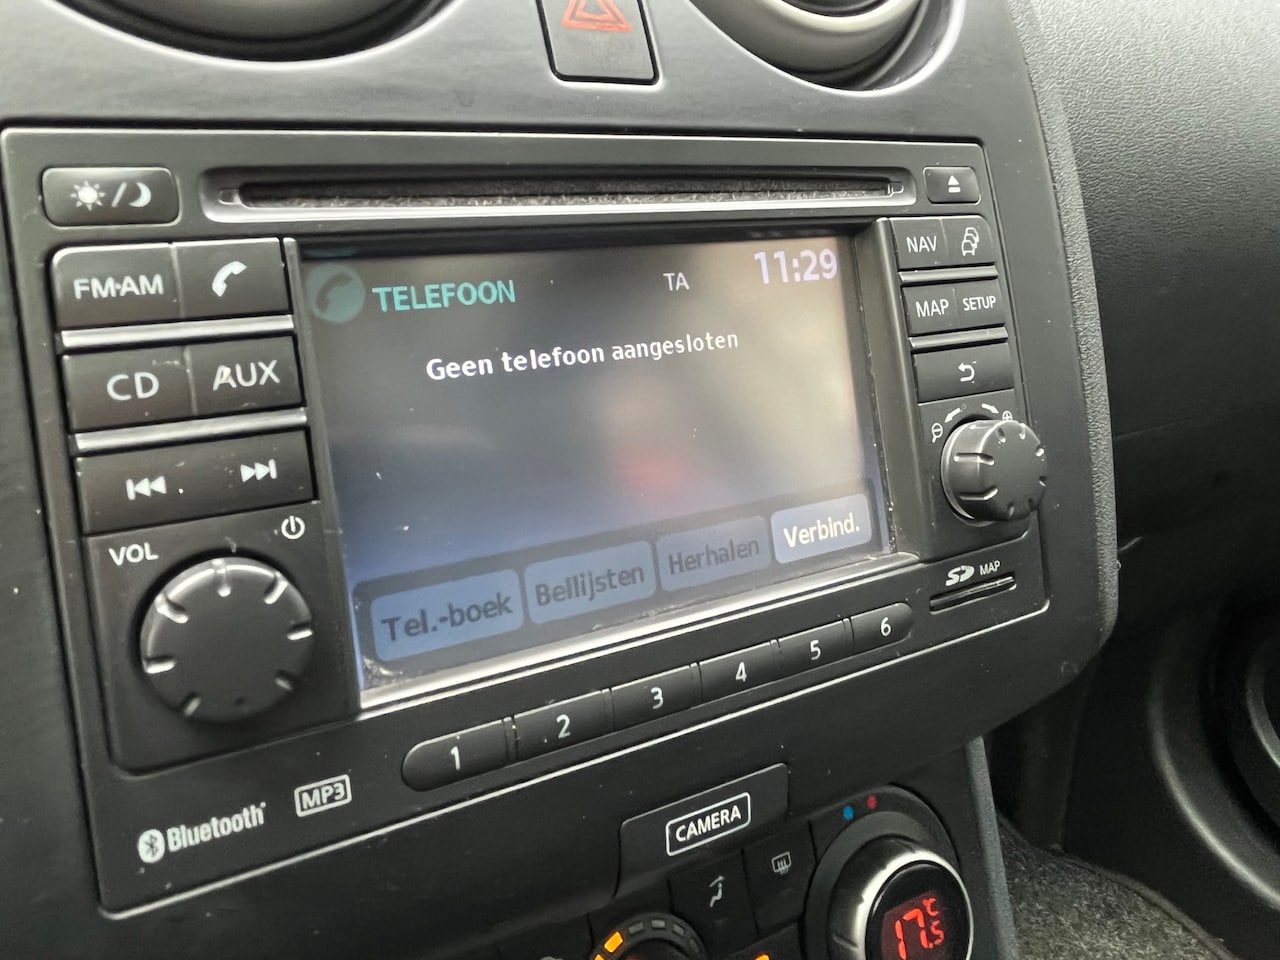 TELEFOON TA 11:29
Geen telefoon aangesloten
Tel.-boek Bellijsten Herhalen Verbind.
FM·AM
CD AUX
VOL
NAV
MAP SETUP
SD MAP
1 2 3 4 5 6
Bluetooth MP3
CAMERA
17.5°C